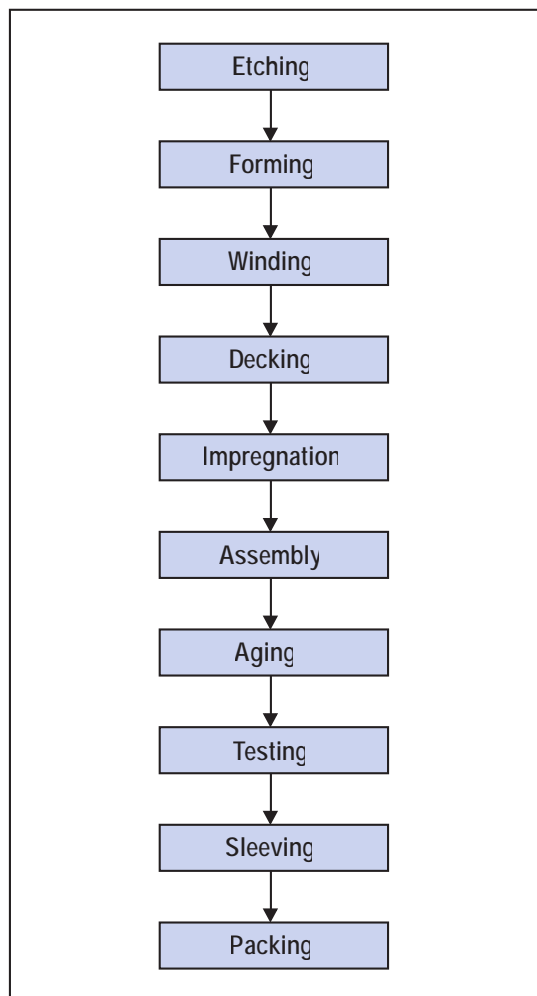 Etching
Forming
Winding
Decking
Impregnation
Assembly
Aging
Testing
Sleeving
Packing